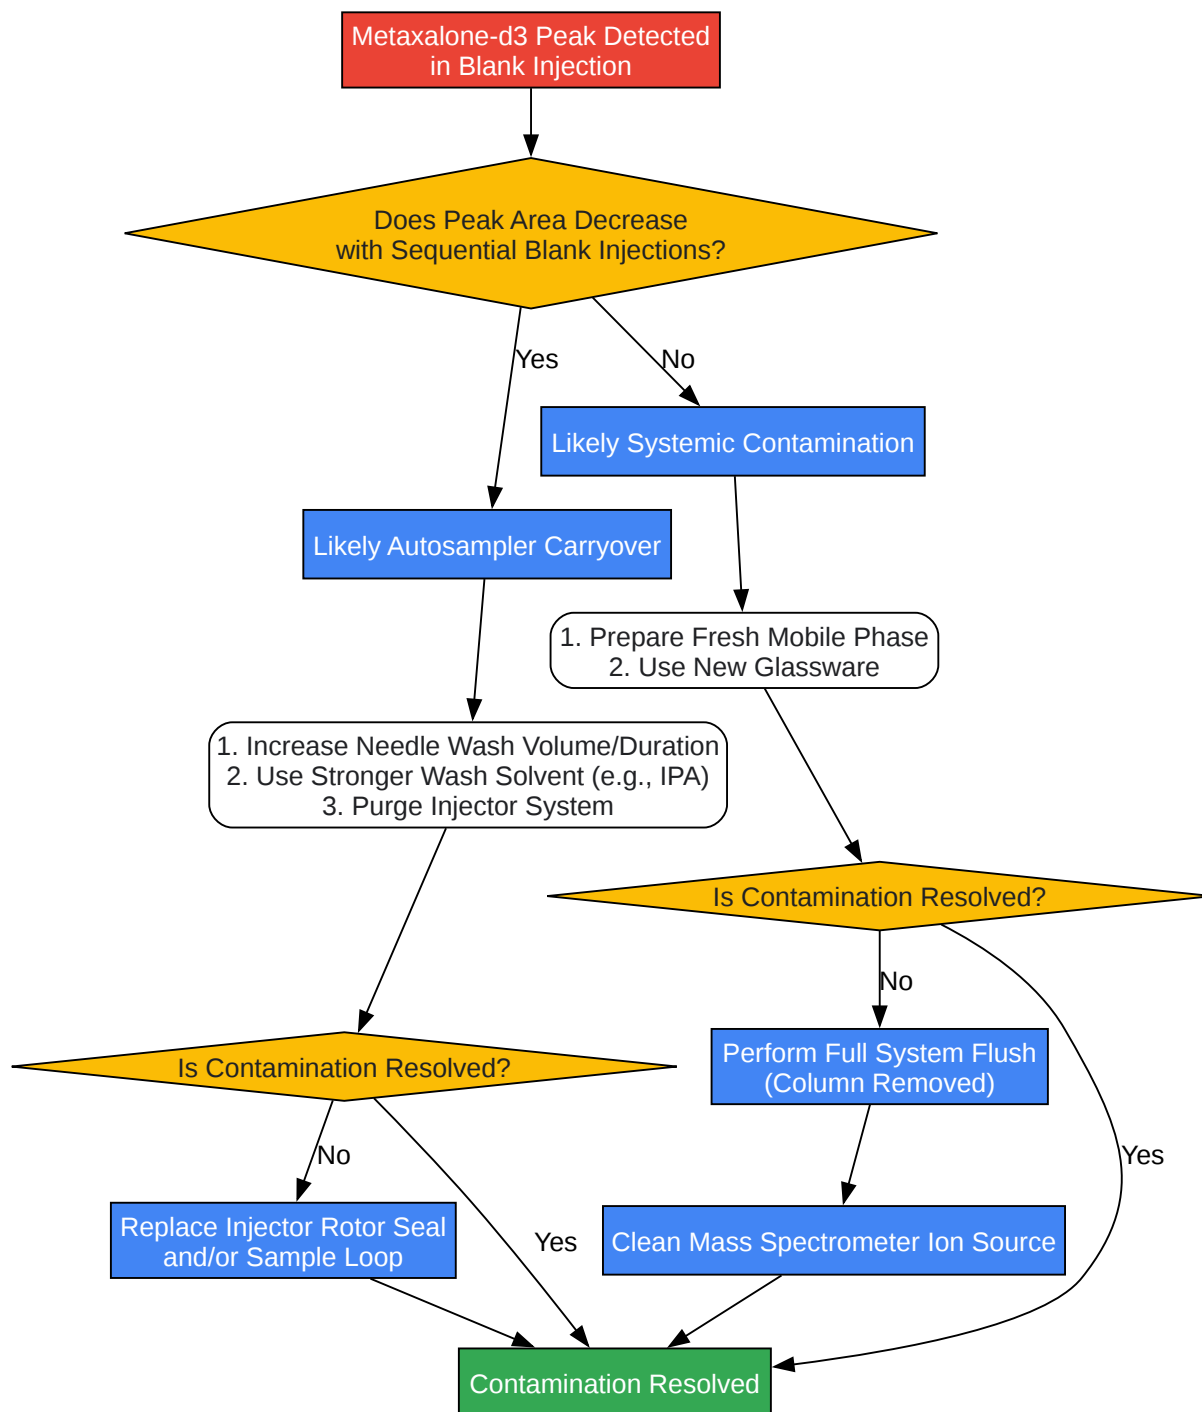 Metaxalone-d3 Peak Detected
in Blank Injection
Does Peak Area Decrease
with Sequential Blank Injections?
Yes
No
Likely Systemic Contamination
Likely Autosampler Carryover
1. Prepare Fresh Mobile Phase
2. Use New Glassware
1. Increase Needle Wash Volume/Duration
2. Use Stronger Wash Solvent (e.g., IPA)
3. Purge Injector System
Is Contamination Resolved?
No
Perform Full System Flush
(Column Removed)
Is Contamination Resolved?
No
Yes
Replace Injector Rotor Seal
and/or Sample Loop
Yes
Clean Mass Spectrometer Ion Source
Contamination Resolved